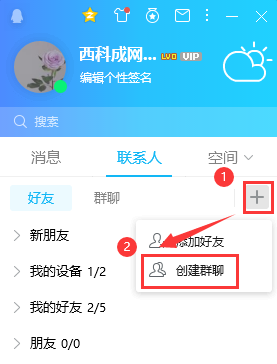 西科成网... LV0 VIP
编辑个性签名
搜索
消息 联系人 空间
1
好友 群聊
新朋友
2 添加好友
我的设备 1/2
创建群聊
我的好友 2/5
朋友 0/0